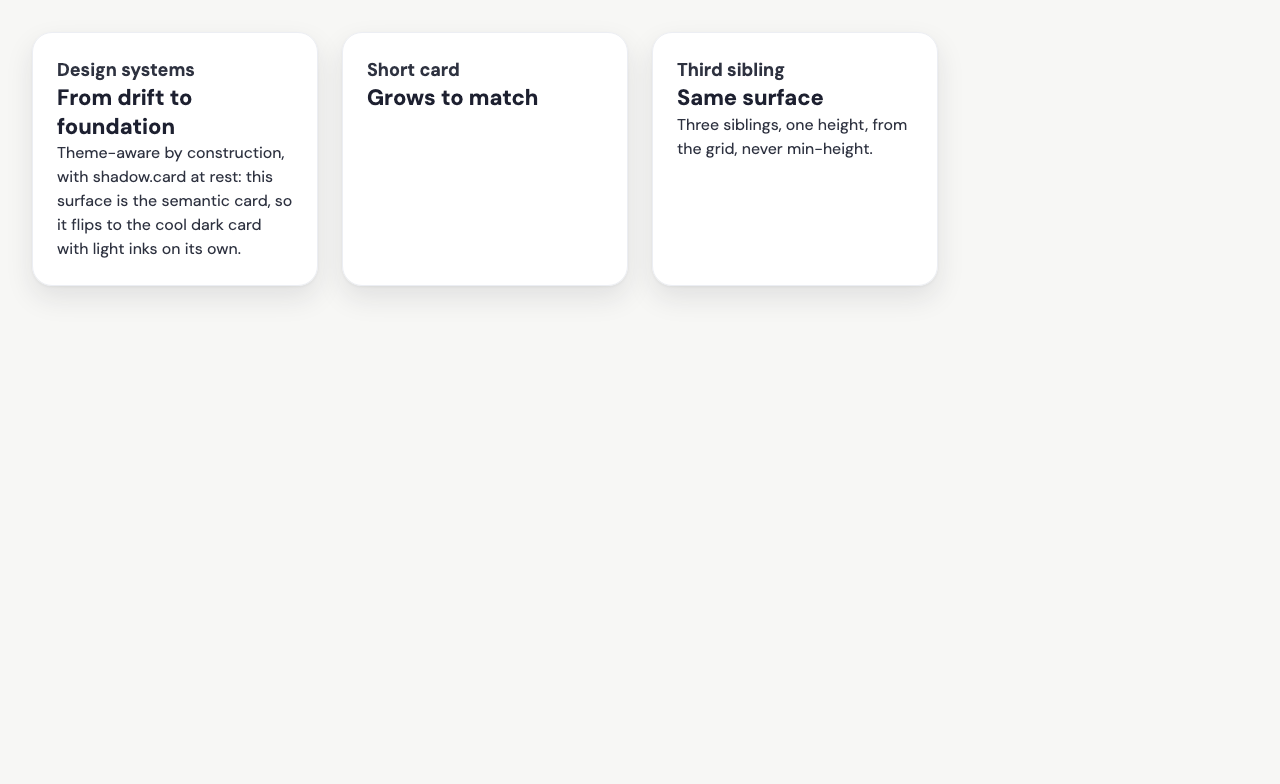 Design systems
From drift to
foundation
Theme-aware by construction,
with shadow.card at rest: this
surface is the semantic card, so
it flips to the cool dark card
with light inks on its own.
Short card
Grows to match
Third sibling
Same surface
Three siblings, one height, from
the grid, never min-height.